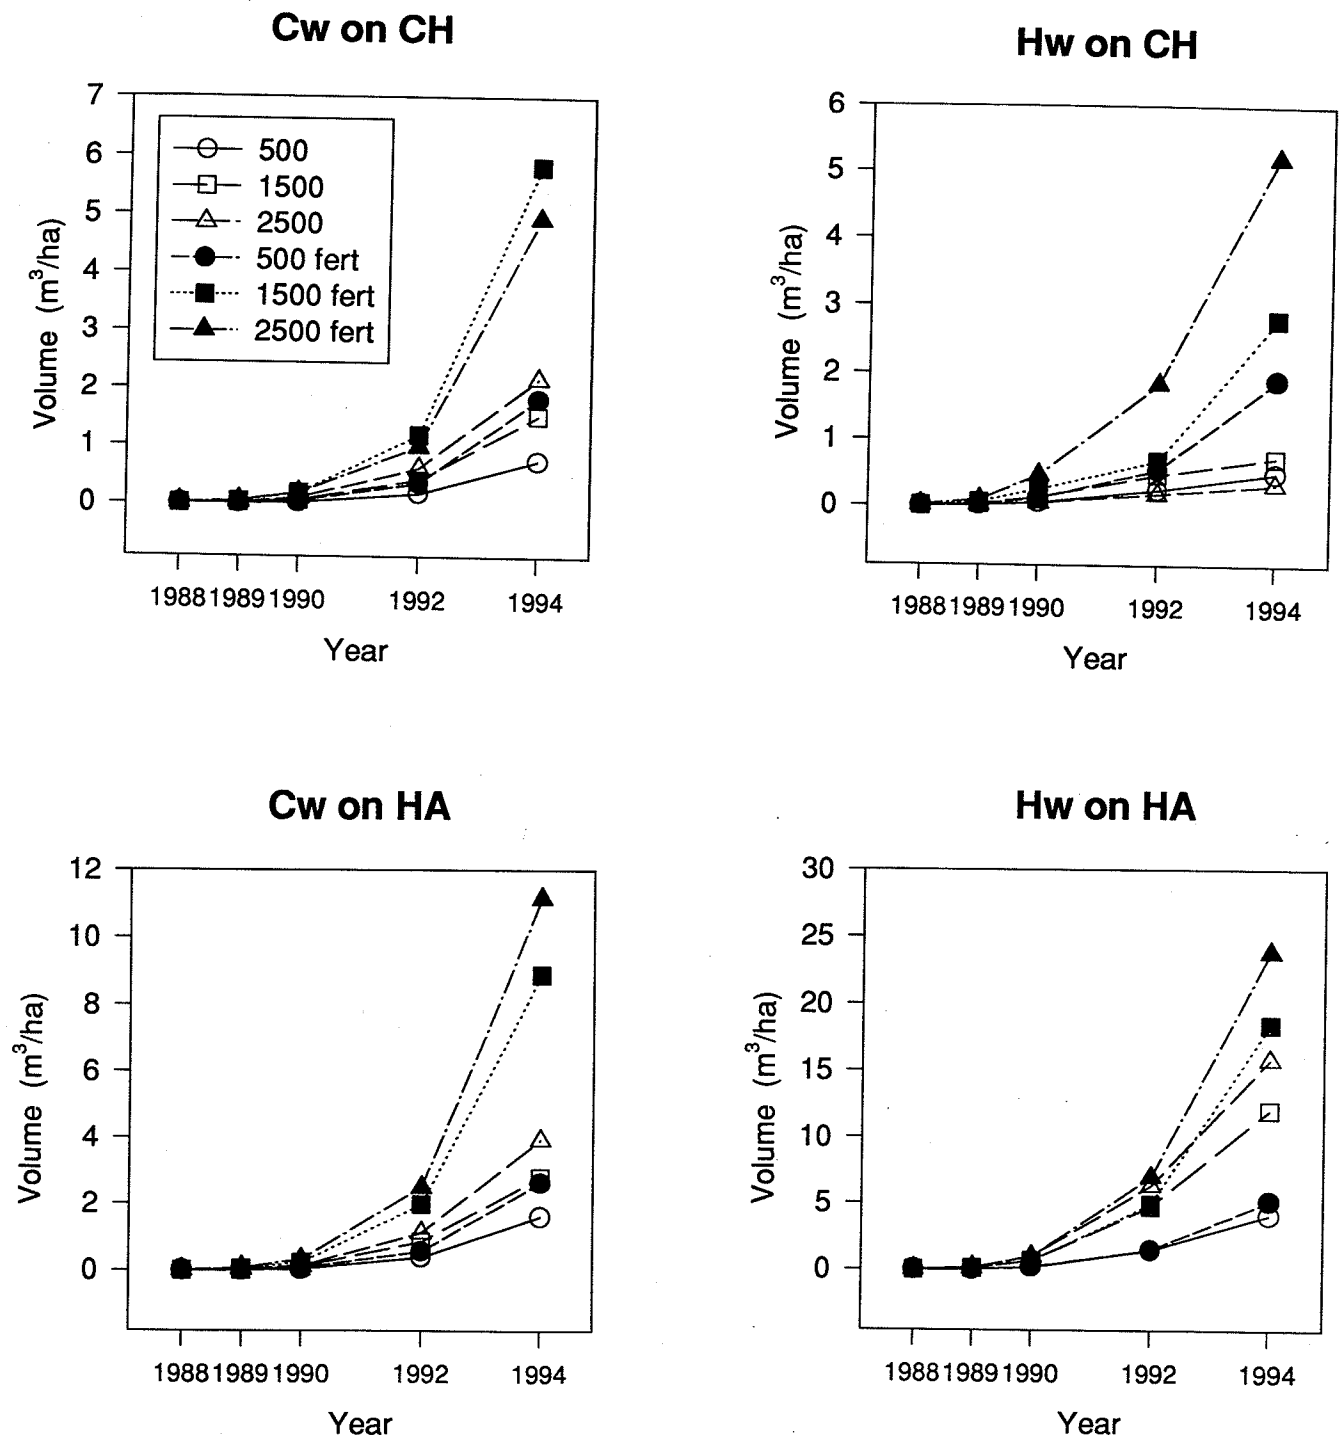 Cw on CH
7
6
5
4
3
2
1
0
Volume (m³/ha)
500
1500
2500
500 fert
1500 fert
2500 fert
1988 1989 1990 1992 1994
Year
Hw on CH
6
5
4
3
2
1
0
Volume (m³/ha)
1988 1989 1990 1992 1994
Year
Cw on HA
12
10
8
6
4
2
0
Volume (m³/ha)
1988 1989 1990 1992 1994
Year
Hw on HA
30
25
20
15
10
5
0
Volume (m³/ha)
1988 1989 1990 1992 1994
Year